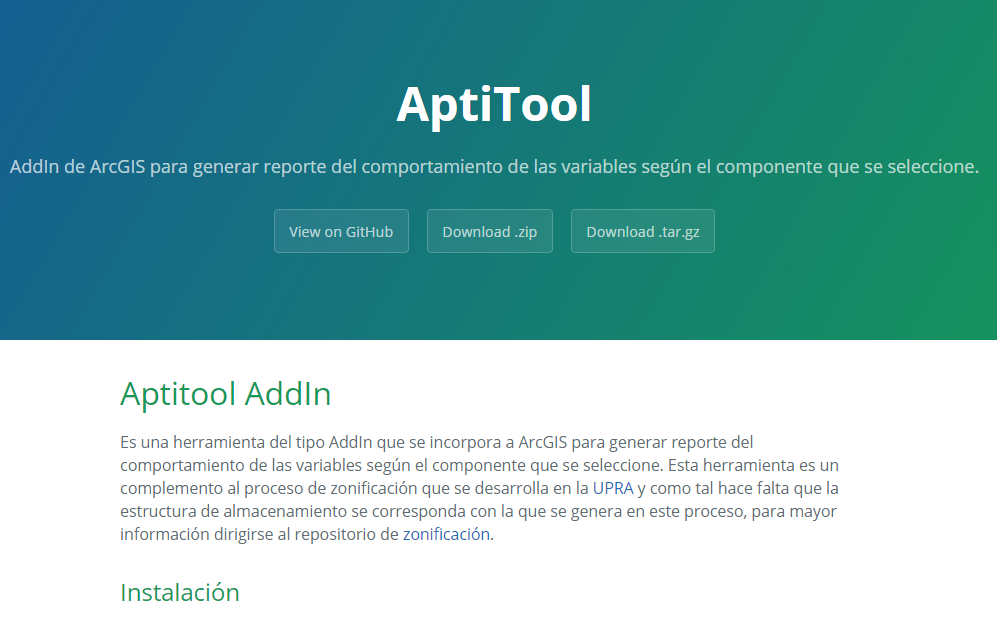 AptiTool
AddIn de ArcGIS para generar reporte del comportamiento de las variables según el componente que se seleccione.
View on GitHub
Download .zip
Download .tar.gz
Aptitool AddIn
Es una herramienta del tipo AddIn que se incorpora a ArcGIS para generar reporte del
comportamiento de las variables según el componente que se seleccione. Esta herramienta es un
complemento al proceso de zonificación que se desarrolla en la UPRA y como tal hace falta que la
estructura de almacenamiento se corresponda con la que se genera en este proceso, para mayor
información dirigirse al repositorio de zonificación.
Instalación